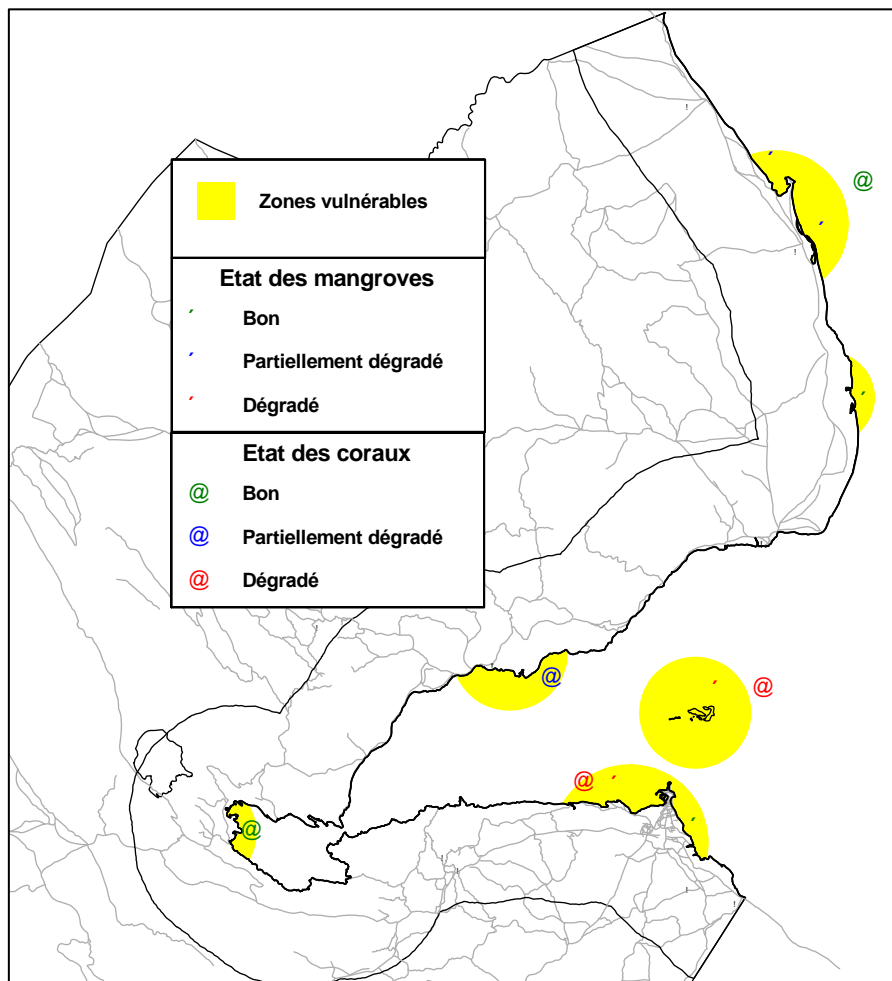 Zones vulnérables
Etat des mangroves
Bon
Partiellement dégradé
Dégradé
Etat des coraux
@ Bon
@ Partiellement dégradé
@ Dégradé
@
@
@
@
@